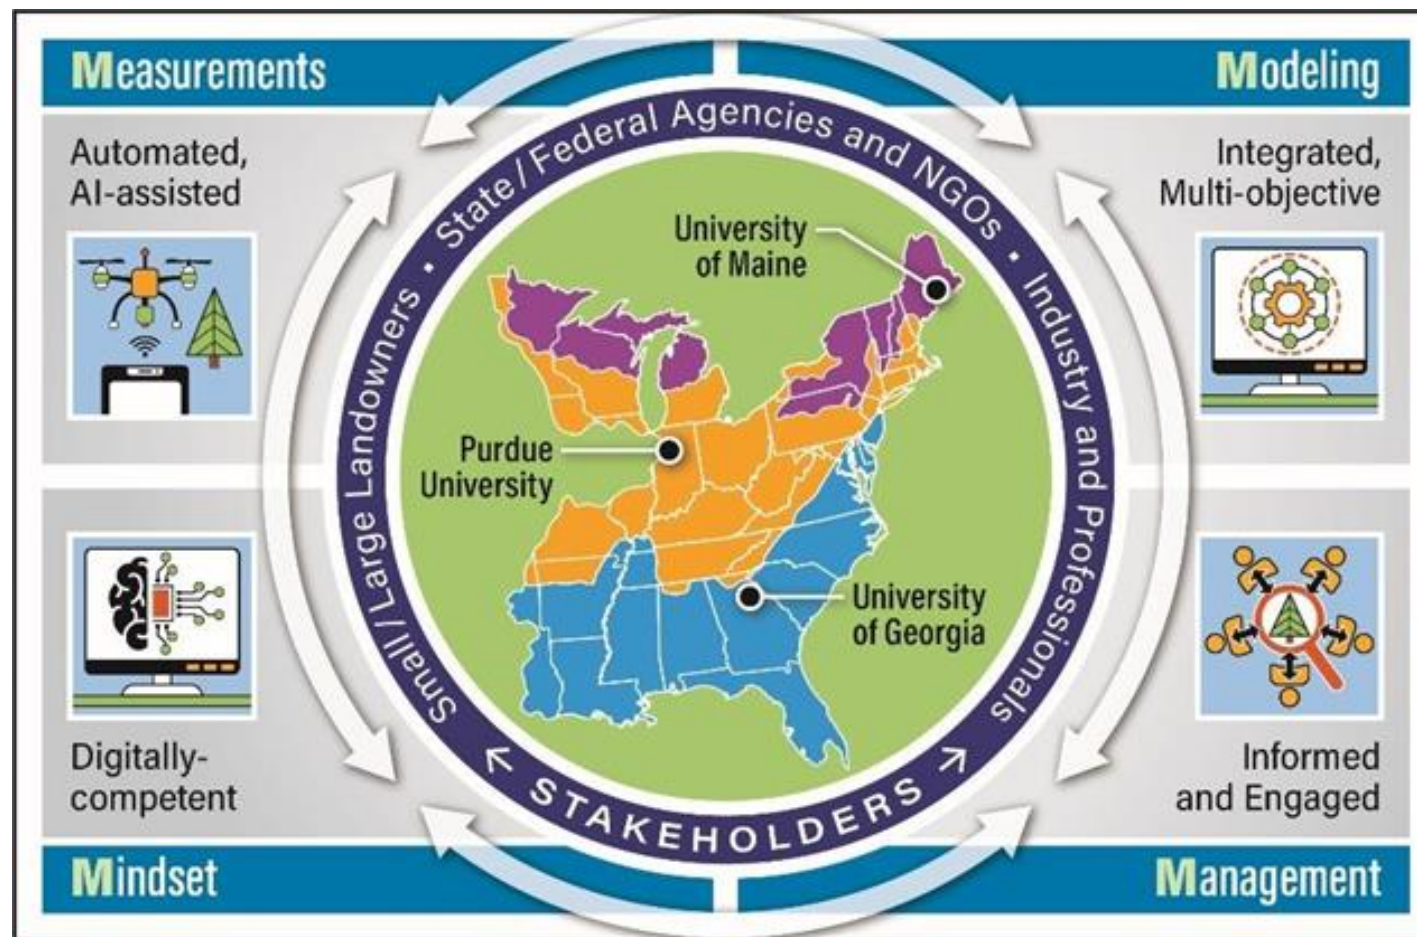 Measurements
Modeling
Automated,
AI-assisted
Integrated,
Multi-objective
Small / Large Landowners • State / Federal Agencies and NGOs • Industry and Professionals
University
of Maine
Purdue
University
University
of Georgia
Digitally-
competent
Informed
and Engaged
← STAKEHOLDERS →
Mindset
Management